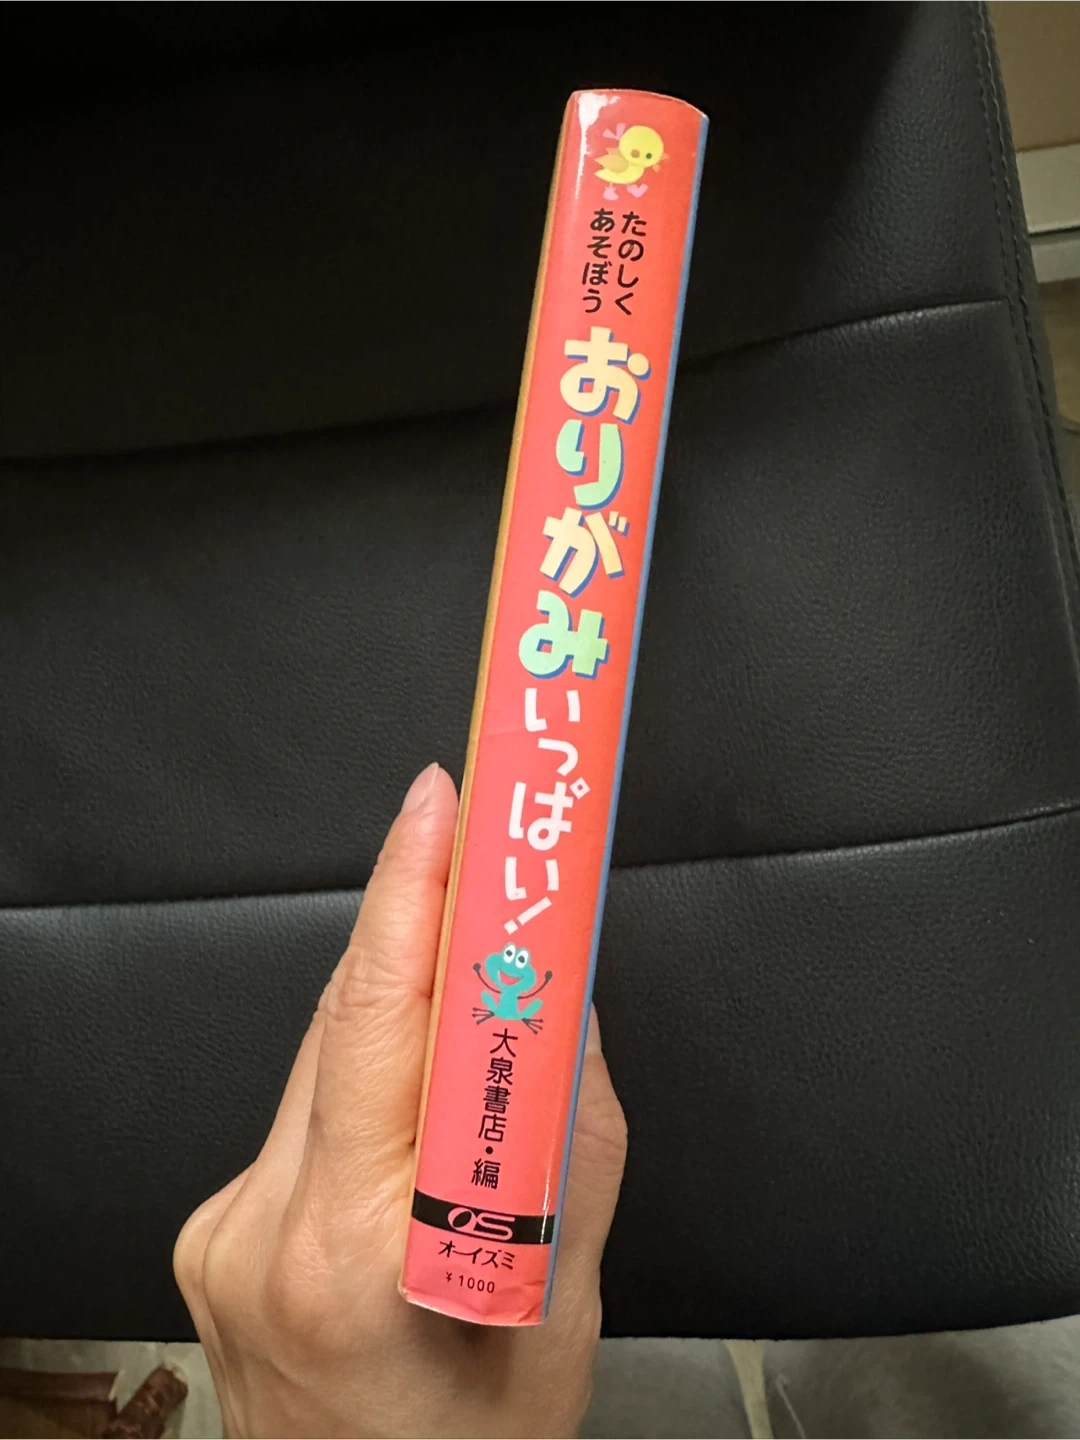 たのしく
あそぼう
おりがみ
いっぱい!
大泉書店・編
OS
オーイズミ
¥1000